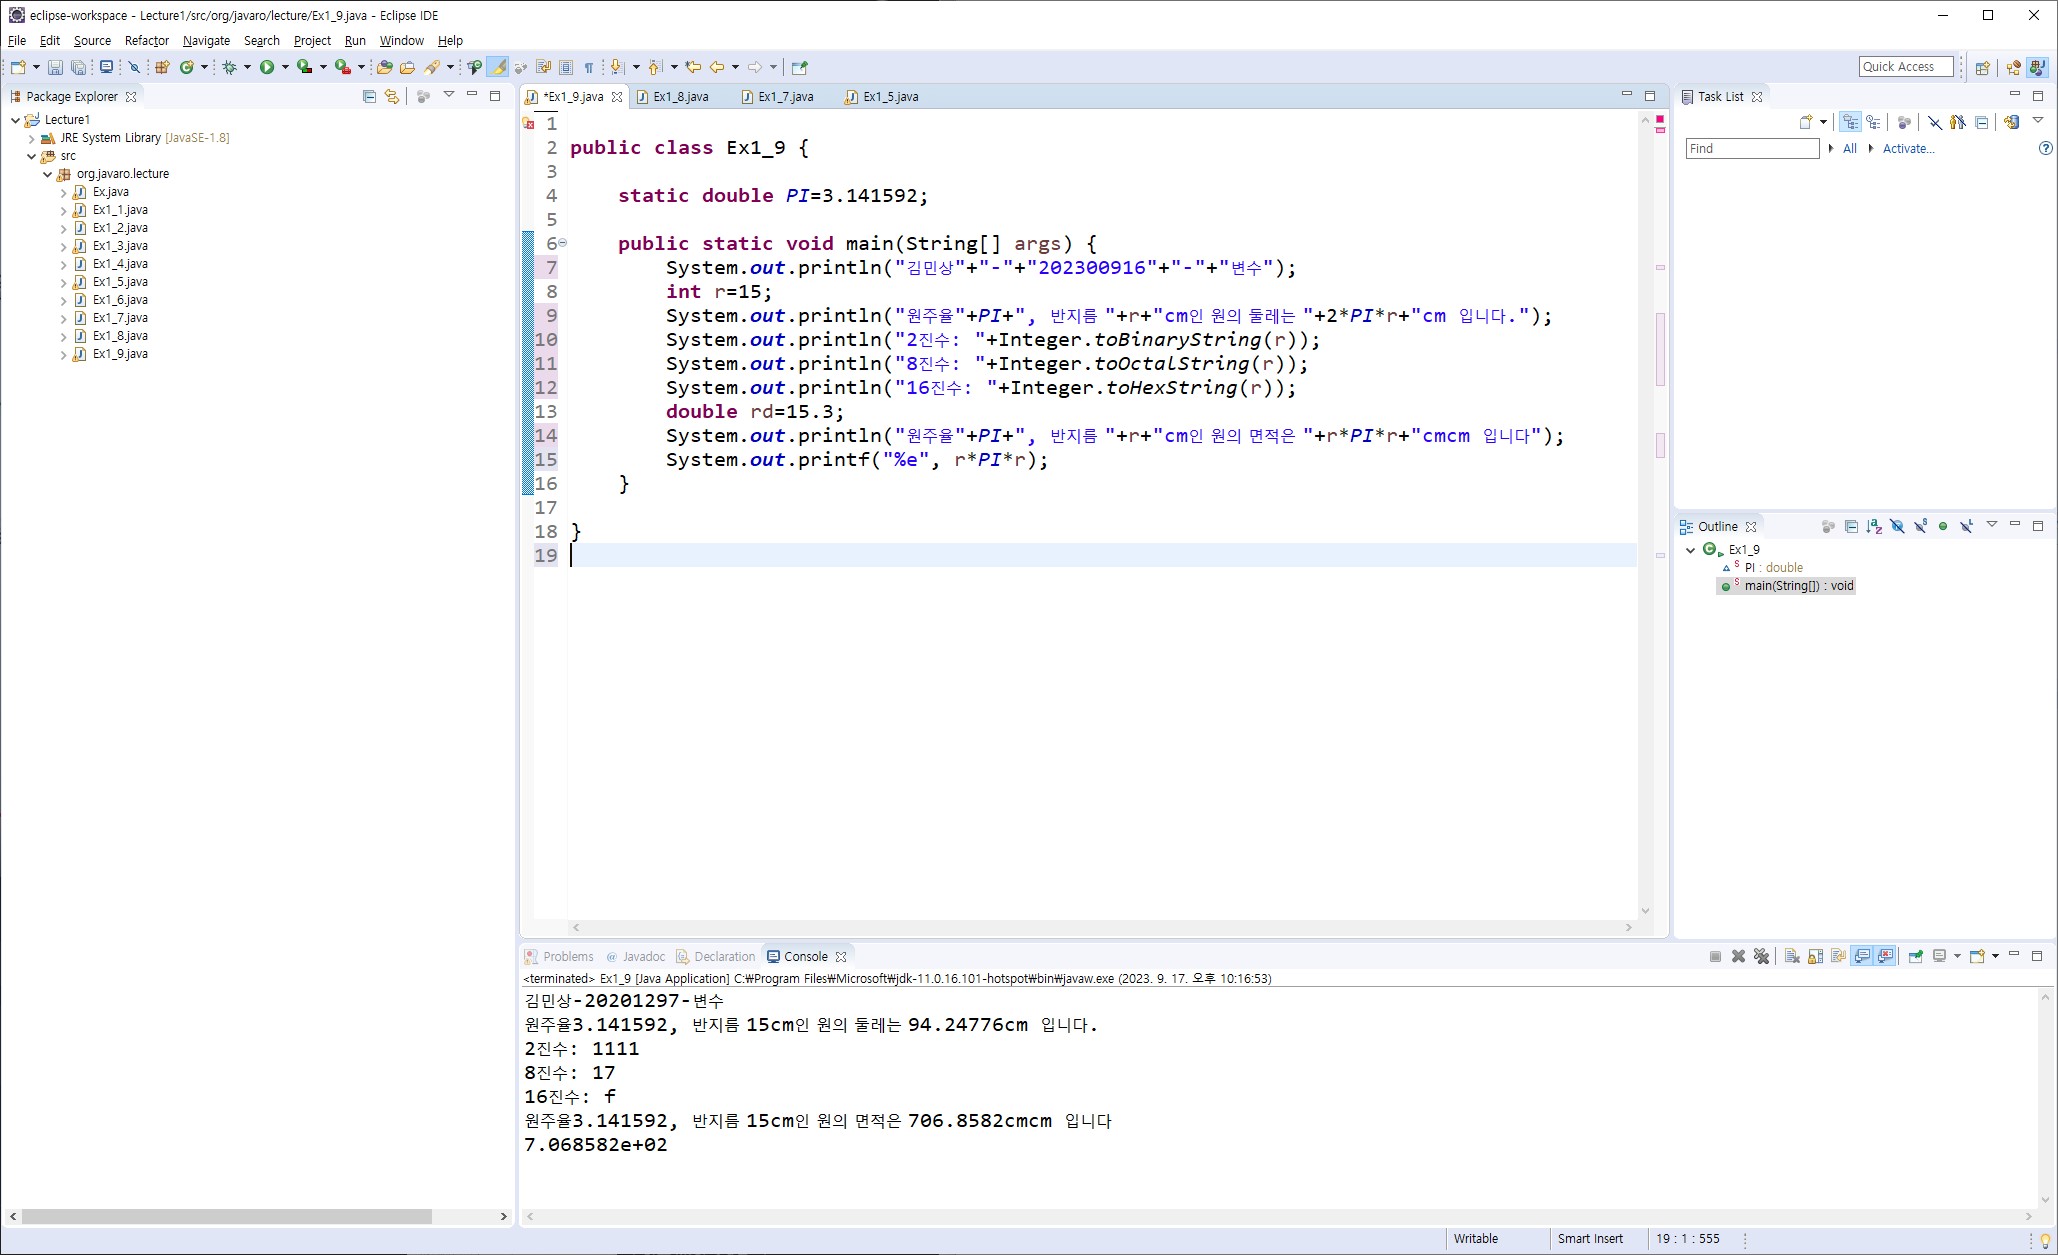 eclipse-workspace - Lecture1/src/org/javaro/lecture/Ex1_9.java - Eclipse IDE
File Edit Source Refactor Navigate Search Project Run Window Help
Quick Access
Package Explorer
Lecture1
JRE System Library [JavaSE-1.8]
src
org.javaro.lecture
Ex.java
Ex1_1.java
Ex1_2.java
Ex1_3.java
Ex1_4.java
Ex1_5.java
Ex1_6.java
Ex1_7.java
Ex1_8.java
Ex1_9.java
*Ex1_9.java Ex1_8.java Ex1_7.java Ex1_5.java
1
2 public class Ex1_9 {
3
4 static double PI=3.141592;
5
6 public static void main(String[] args) {
7 System.out.println("김민상"+"-"+"202300916"+"-"+"변수");
8 int r=15;
9 System.out.println("원주율"+PI+", 반지름 "+r+"cm인 원의 둘레는 "+2*PI*r+"cm 입니다.");
10 System.out.println("2진수: "+Integer.toBinaryString(r));
11 System.out.println("8진수: "+Integer.toOctalString(r));
12 System.out.println("16진수: "+Integer.toHexString(r));
13 double rd=15.3;
14 System.out.println("원주율"+PI+", 반지름 "+r+"cm인 원의 면적은 "+r*PI*r+"cmcm 입니다");
15 System.out.printf("%e", r*PI*r);
16 }
17
18 }
19
Task List
Find All Activate...
Outline
Ex1_9
PI : double
main(String[]) : void
Problems Javadoc Declaration Console
<terminated> Ex1_9 [Java Application] C:₩Program Files₩Microsoft₩jdk-11.0.16.101-hotspot₩bin₩javaw.exe (2023. 9. 17. 오후 10:16:53)
김민상-20201297-변수
원주율3.141592, 반지름 15cm인 원의 둘레는 94.24776cm 입니다.
2진수: 1111
8진수: 17
16진수: f
원주율3.141592, 반지름 15cm인 원의 면적은 706.8582cmcm 입니다
7.068582e+02
Writable Smart Insert 19 : 1 : 555